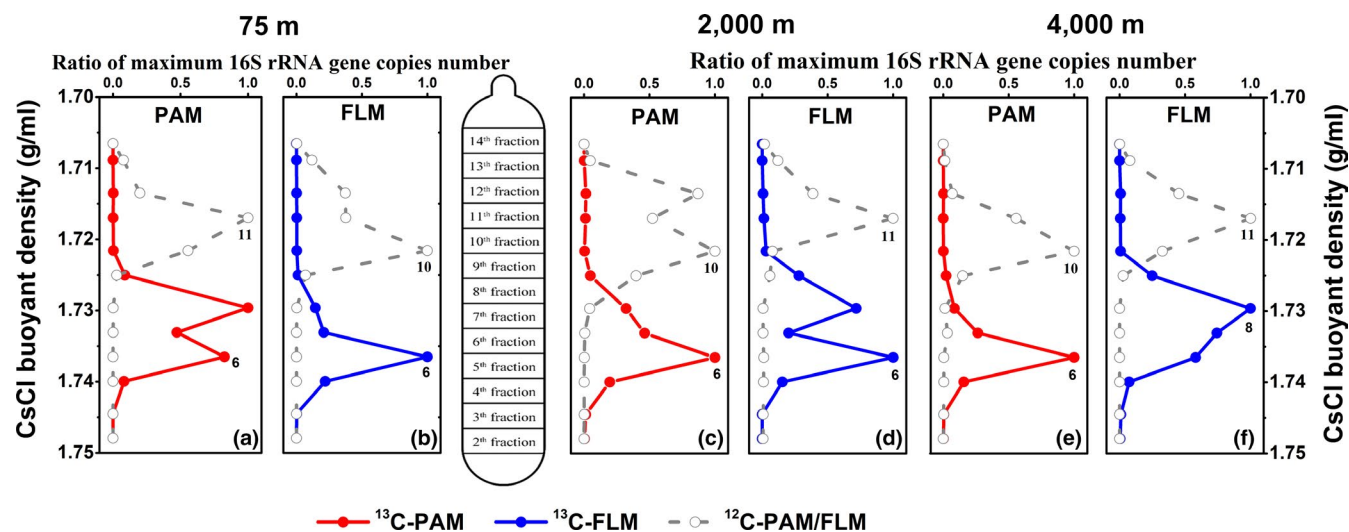 75 m
2,000 m
4,000 m
Ratio of maximum 16S rRNA gene copies number
Ratio of maximum 16S rRNA gene copies number
0.0 0.5 1.0
0.0 0.5 1.0
0.0 0.5 1.0
0.0 0.5 1.0
0.0 0.5 1.0
0.0 0.5 1.0
CsCl buoyant density (g/ml)
1.70
1.71
1.72
1.73
1.74
1.75
PAM
11
6
(a)
FLM
10
6
(b)
14th fraction
13th fraction
12th fraction
11th fraction
10th fraction
9th fraction
8th fraction
7th fraction
6th fraction
5th fraction
4th fraction
3th fraction
2th fraction
PAM
10
6
(c)
FLM
11
6
(d)
PAM
10
6
(e)
FLM
11
8
(f)
1.70
1.71
1.72
1.73
1.74
1.75
CsCl buoyant density (g/ml)
13C-PAM 13C-FLM 12C-PAM/FLM